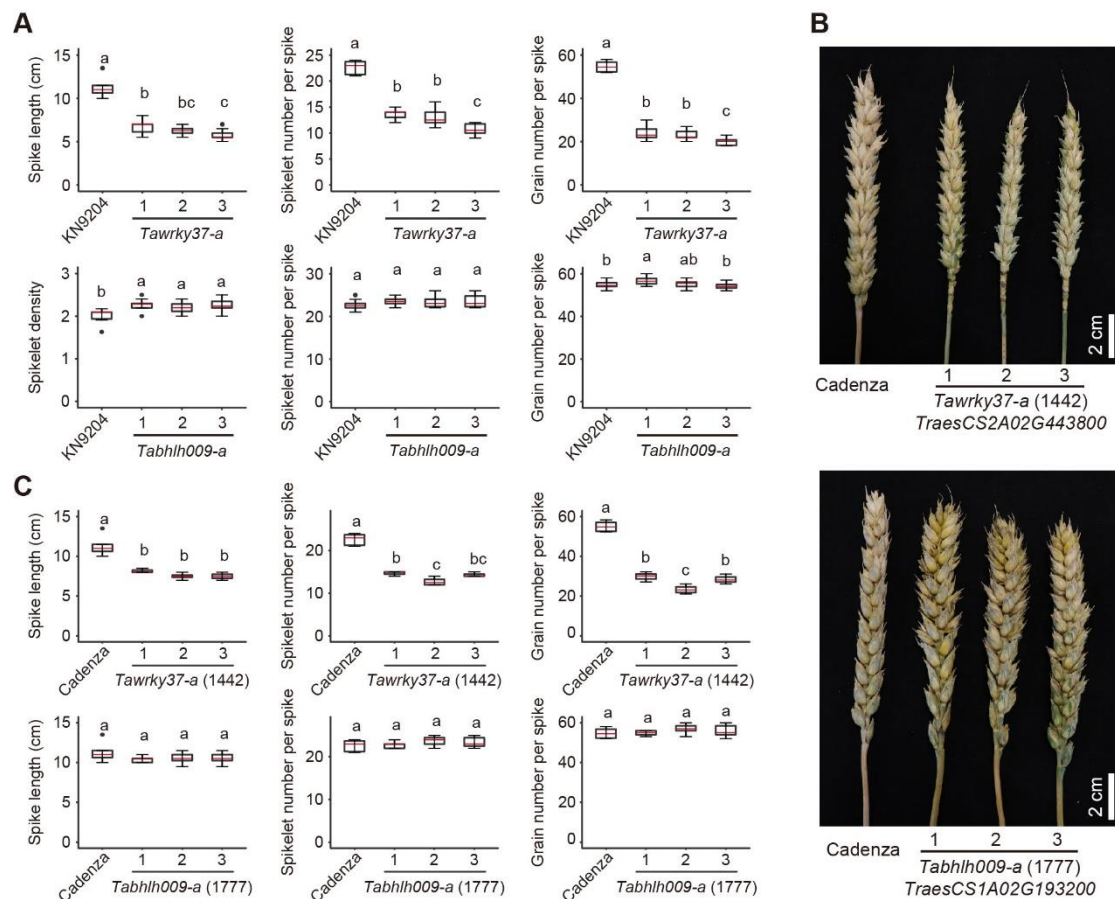 A
Spike length (cm)
15
10
5
0
a
b
bc
c
KN9204
1 2 3
Tawrky37-a
Spikelet number per spike
25
20
15
10
5
0
a
b
b
c
KN9204
1 2 3
Tawrky37-a
Grain number per spike
60
40
20
0
a
b
b
c
KN9204
1 2 3
Tawrky37-a
Spikelet density
3
2
1
0
b
a
a
a
KN9204
1 2 3
Tabhlh009-a
Spikelet number per spike
30
20
10
0
a
a
a
a
KN9204
1 2 3
Tabhlh009-a
Grain number per spike
60
40
20
0
b
a
ab
b
KN9204
1 2 3
Tabhlh009-a
B
2 cm
Cadenza
1 2 3
Tawrky37-a (1442)
TraesCS2A02G443800
2 cm
Cadenza
1 2 3
Tabhlh009-a (1777)
TraesCS1A02G193200
C
Spike length (cm)
15
10
5
0
a
b
b
b
Cadenza
1 2 3
Tawrky37-a (1442)
Spikelet number per spike
20
10
0
a
b
c
bc
Cadenza
1 2 3
Tawrky37-a (1442)
Grain number per spike
60
40
20
0
a
b
c
b
Cadenza
1 2 3
Tawrky37-a (1442)
Spike length (cm)
15
10
5
0
a
a
a
a
Cadenza
1 2 3
Tabhlh009-a (1777)
Spikelet number per spike
20
10
0
a
a
a
a
Cadenza
1 2 3
Tabhlh009-a (1777)
Grain number per spike
60
40
20
0
a
a
a
a
Cadenza
1 2 3
Tabhlh009-a (1777)